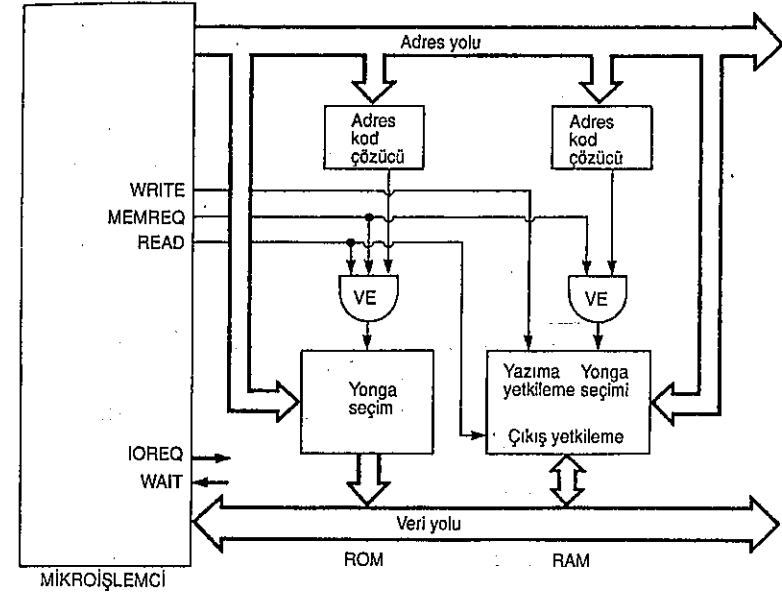 Adres yolu
Adres
kod
çözücü
Adres
kod
çözücü
WRITE
MEMREQ
READ
VE
VE
Yonga
seçim
Yazıma
yetkileme
Yonga
seçimi
Çıkış yetkileme
IOREQ
WAIT
Veri yolu
ROM
RAM
MİKROİŞLEMCİ